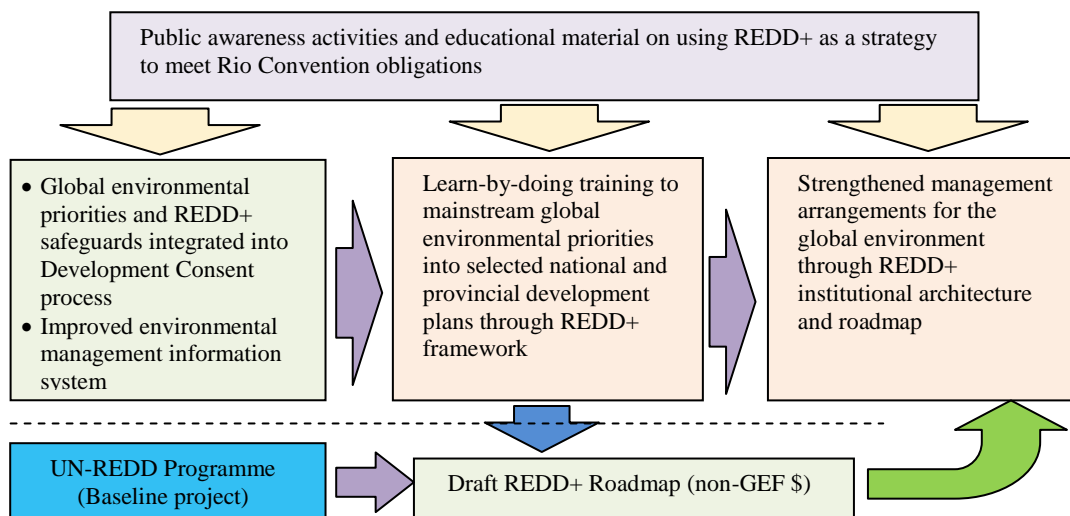 Public awareness activities and educational material on using REDD+ as a strategy
to meet Rio Convention obligations
• Global environmental
priorities and REDD+
safeguards integrated into
Development Consent
process
• Improved environmental
management information
system
Learn-by-doing training to
mainstream global
environmental priorities
into selected national and
provincial development
plans through REDD+
framework
Strengthened management
arrangements for the
global environment
through REDD+
institutional architecture
and roadmap
UN-REDD Programme
(Baseline project)
Draft REDD+ Roadmap (non-GEF $)